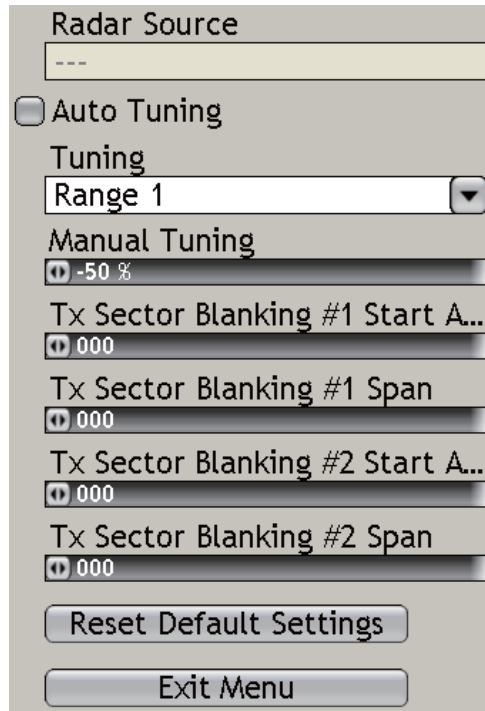 Radar Source
---
Auto Tuning
Tuning
Range 1
Manual Tuning
-50 %
Tx Sector Blanking #1 Start A...
000
Tx Sector Blanking #1 Span
000
Tx Sector Blanking #2 Start A...
000
Tx Sector Blanking #2 Span
000
Reset Default Settings
Exit Menu